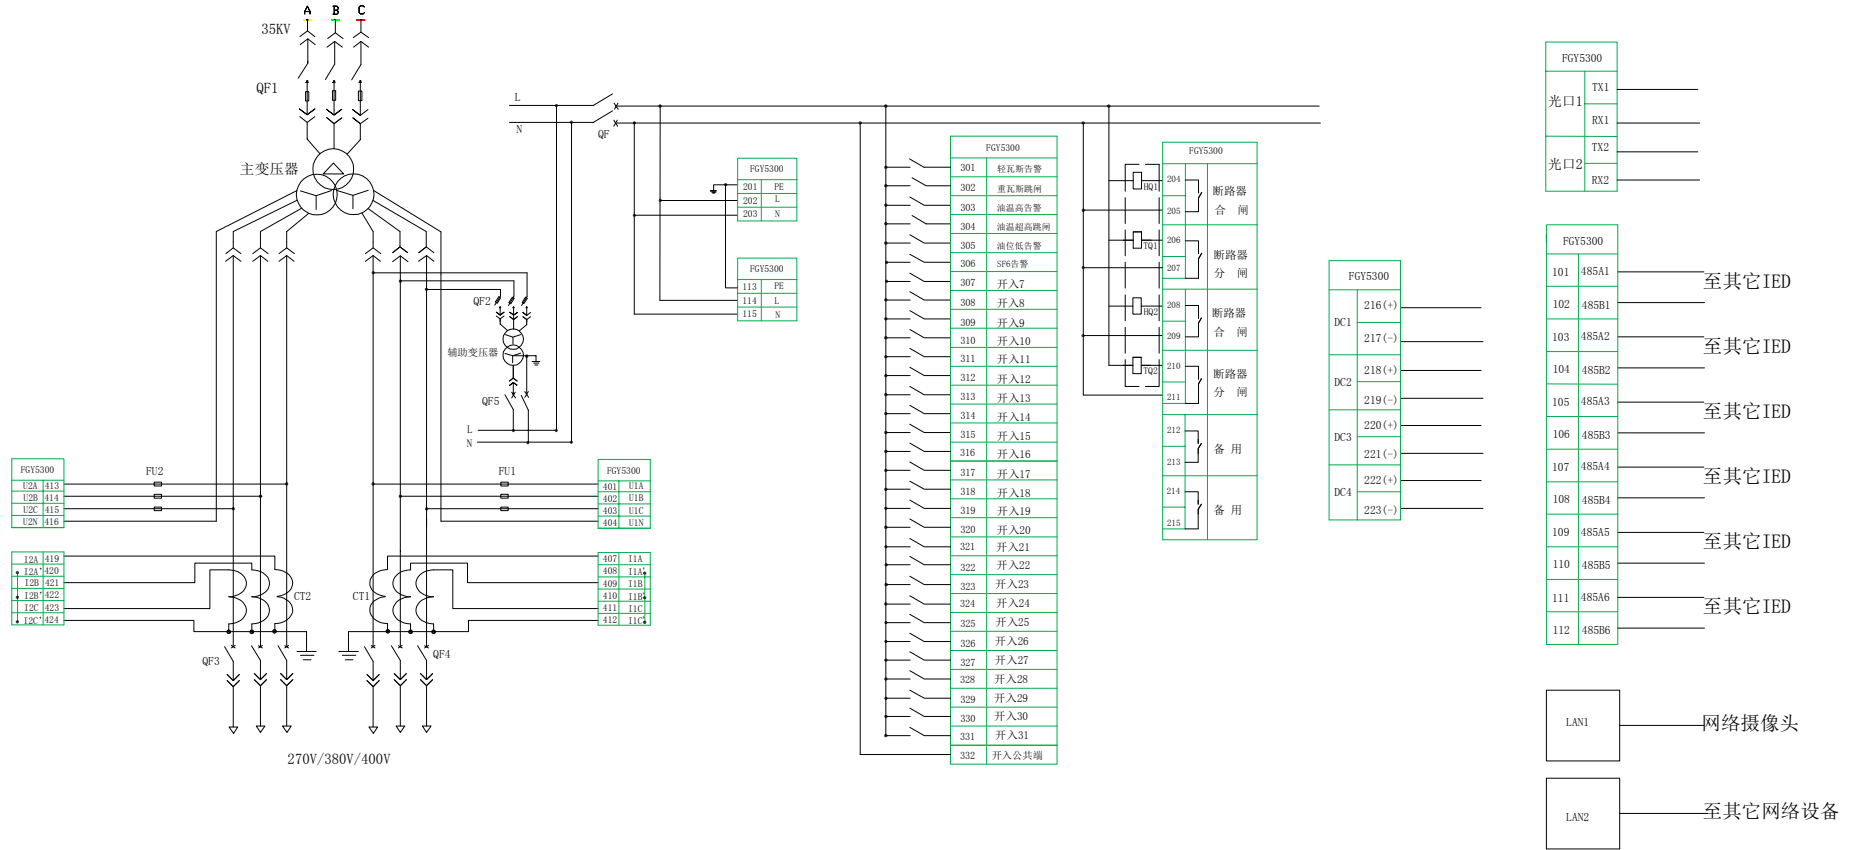 A B C
35KV
QF1
主变压器
L
N
QF
QF2
辅助变压器
QF5
L
N
FU2
FU1
FGY5300
U2A 413
U2B 414
U2C 415
U2N 416
I2A 419
I2A' 420
I2B 421
I2B' 422
I2C 423
I2C' 424
CT2
QF3
FGY5300
401 U1A
402 U1B
403 U1C
404 U1N
407 I1A
408 I1A'
409 I1B
410 I1B'
411 I1C
412 I1C'
CT1
QF4
270V/380V/400V
FGY5300
201 PE
202 L
203 N
FGY5300
113 PE
114 L
115 N
FGY5300
301 轻瓦斯告警
302 重瓦斯跳闸
303 油温高告警
304 油温超高跳闸
305 油位低告警
306 SF6告警
307 开入7
308 开入8
309 开入9
310 开入10
311 开入11
312 开入12
313 开入13
314 开入14
315 开入15
316 开入16
317 开入17
318 开入18
319 开入19
320 开入20
321 开入21
322 开入22
323 开入23
324 开入24
325 开入25
326 开入26
327 开入27
328 开入28
329 开入29
330 开入30
331 开入31
332 开入公共端
FGY5300
HQ1 204 断路器
205 合 闸
TQ1 206 断路器
207 分 闸
HQ2 208 断路器
209 合 闸
TQ2 210 断路器
211 分 闸
212
213
备 用
214
215
备 用
FGY5300
DC1
216(+)
217(-)
DC2
218(+)
219(-)
DC3
220(+)
221(-)
DC4
222(+)
223(-)
FGY5300
光口1
TX1
RX1
光口2
TX2
RX2
FGY5300
101 485A1 至其它IED
102 485B1
103 485A2 至其它IED
104 485B2
105 485A3 至其它IED
106 485B3
107 485A4 至其它IED
108 485B4
109 485A5 至其它IED
110 485B5
111 485A6 至其它IED
112 485B6
LAN1 网络摄像头
LAN2 至其它网络设备